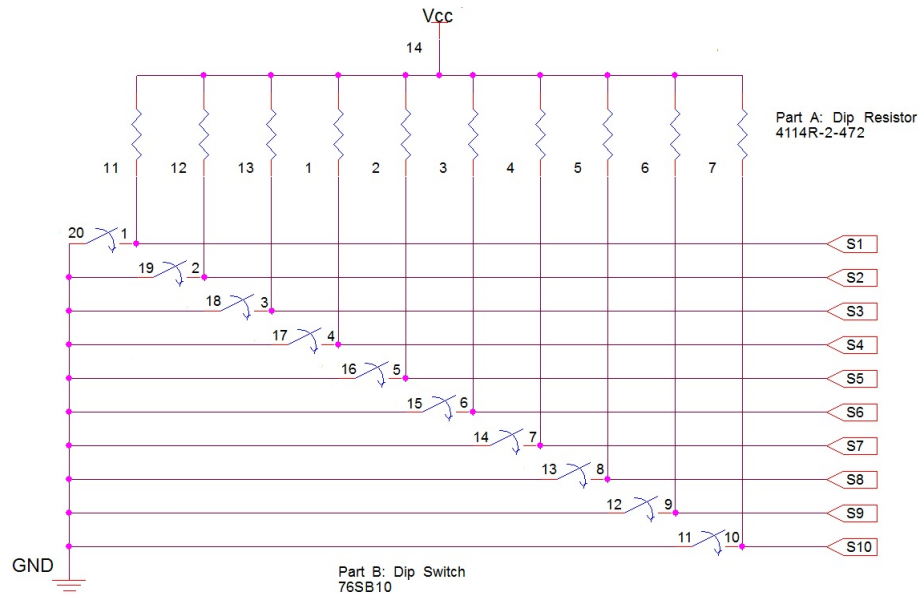 Vcc
14
Part A: Dip Resistor
4114R-2-472
11 12 13 1 2 3 4 5 6 7
20 1 S1
19 2 S2
18 3 S3
17 4 S4
16 5 S5
15 6 S6
14 7 S7
13 8 S8
12 9 S9
11 10 S10
GND
Part B: Dip Switch
76SB10